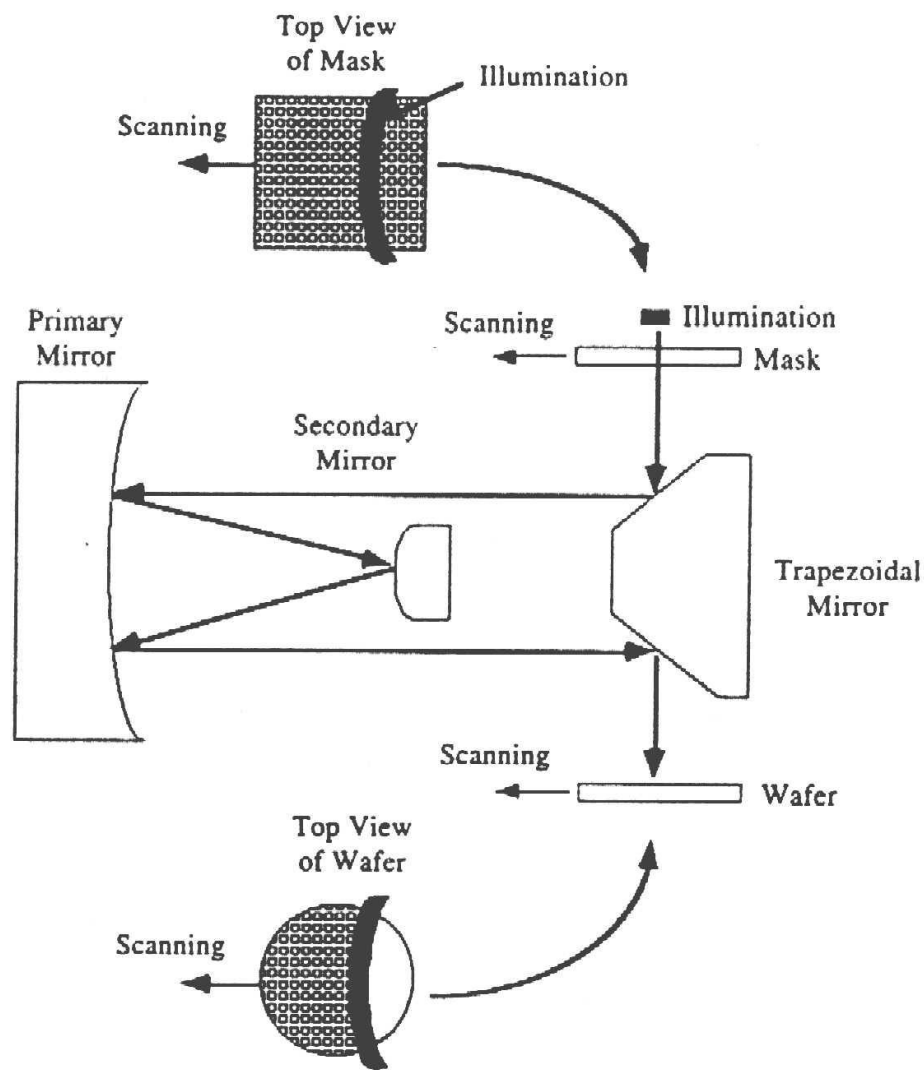 Top View
of Mask
Illumination
Scanning
Primary
Mirror
Scanning
Illumination
Mask
Secondary
Mirror
Trapezoidal
Mirror
Scanning
Wafer
Top View
of Wafer
Scanning